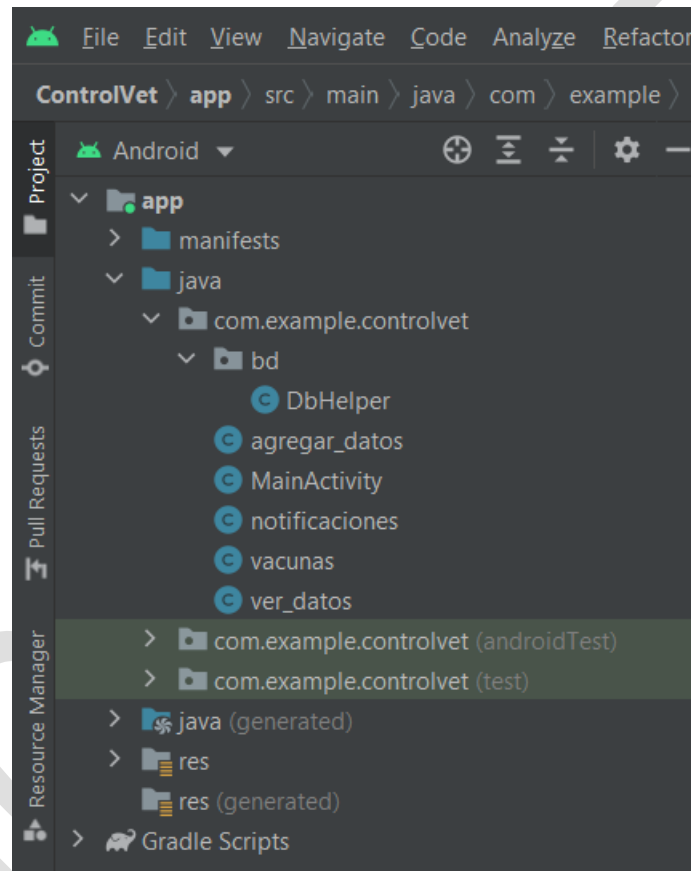 File Edit View Navigate Code Analyze Refactor
ControlVet app src main java com example
Android
Project
app
manifests
java
com.example.controlvet
bd
DbHelper
agregar_datos
MainActivity
notificaciones
vacunas
ver_datos
com.example.controlvet (androidTest)
com.example.controlvet (test)
java (generated)
res
res (generated)
Gradle Scripts
Commit
Pull Requests
Resource Manager